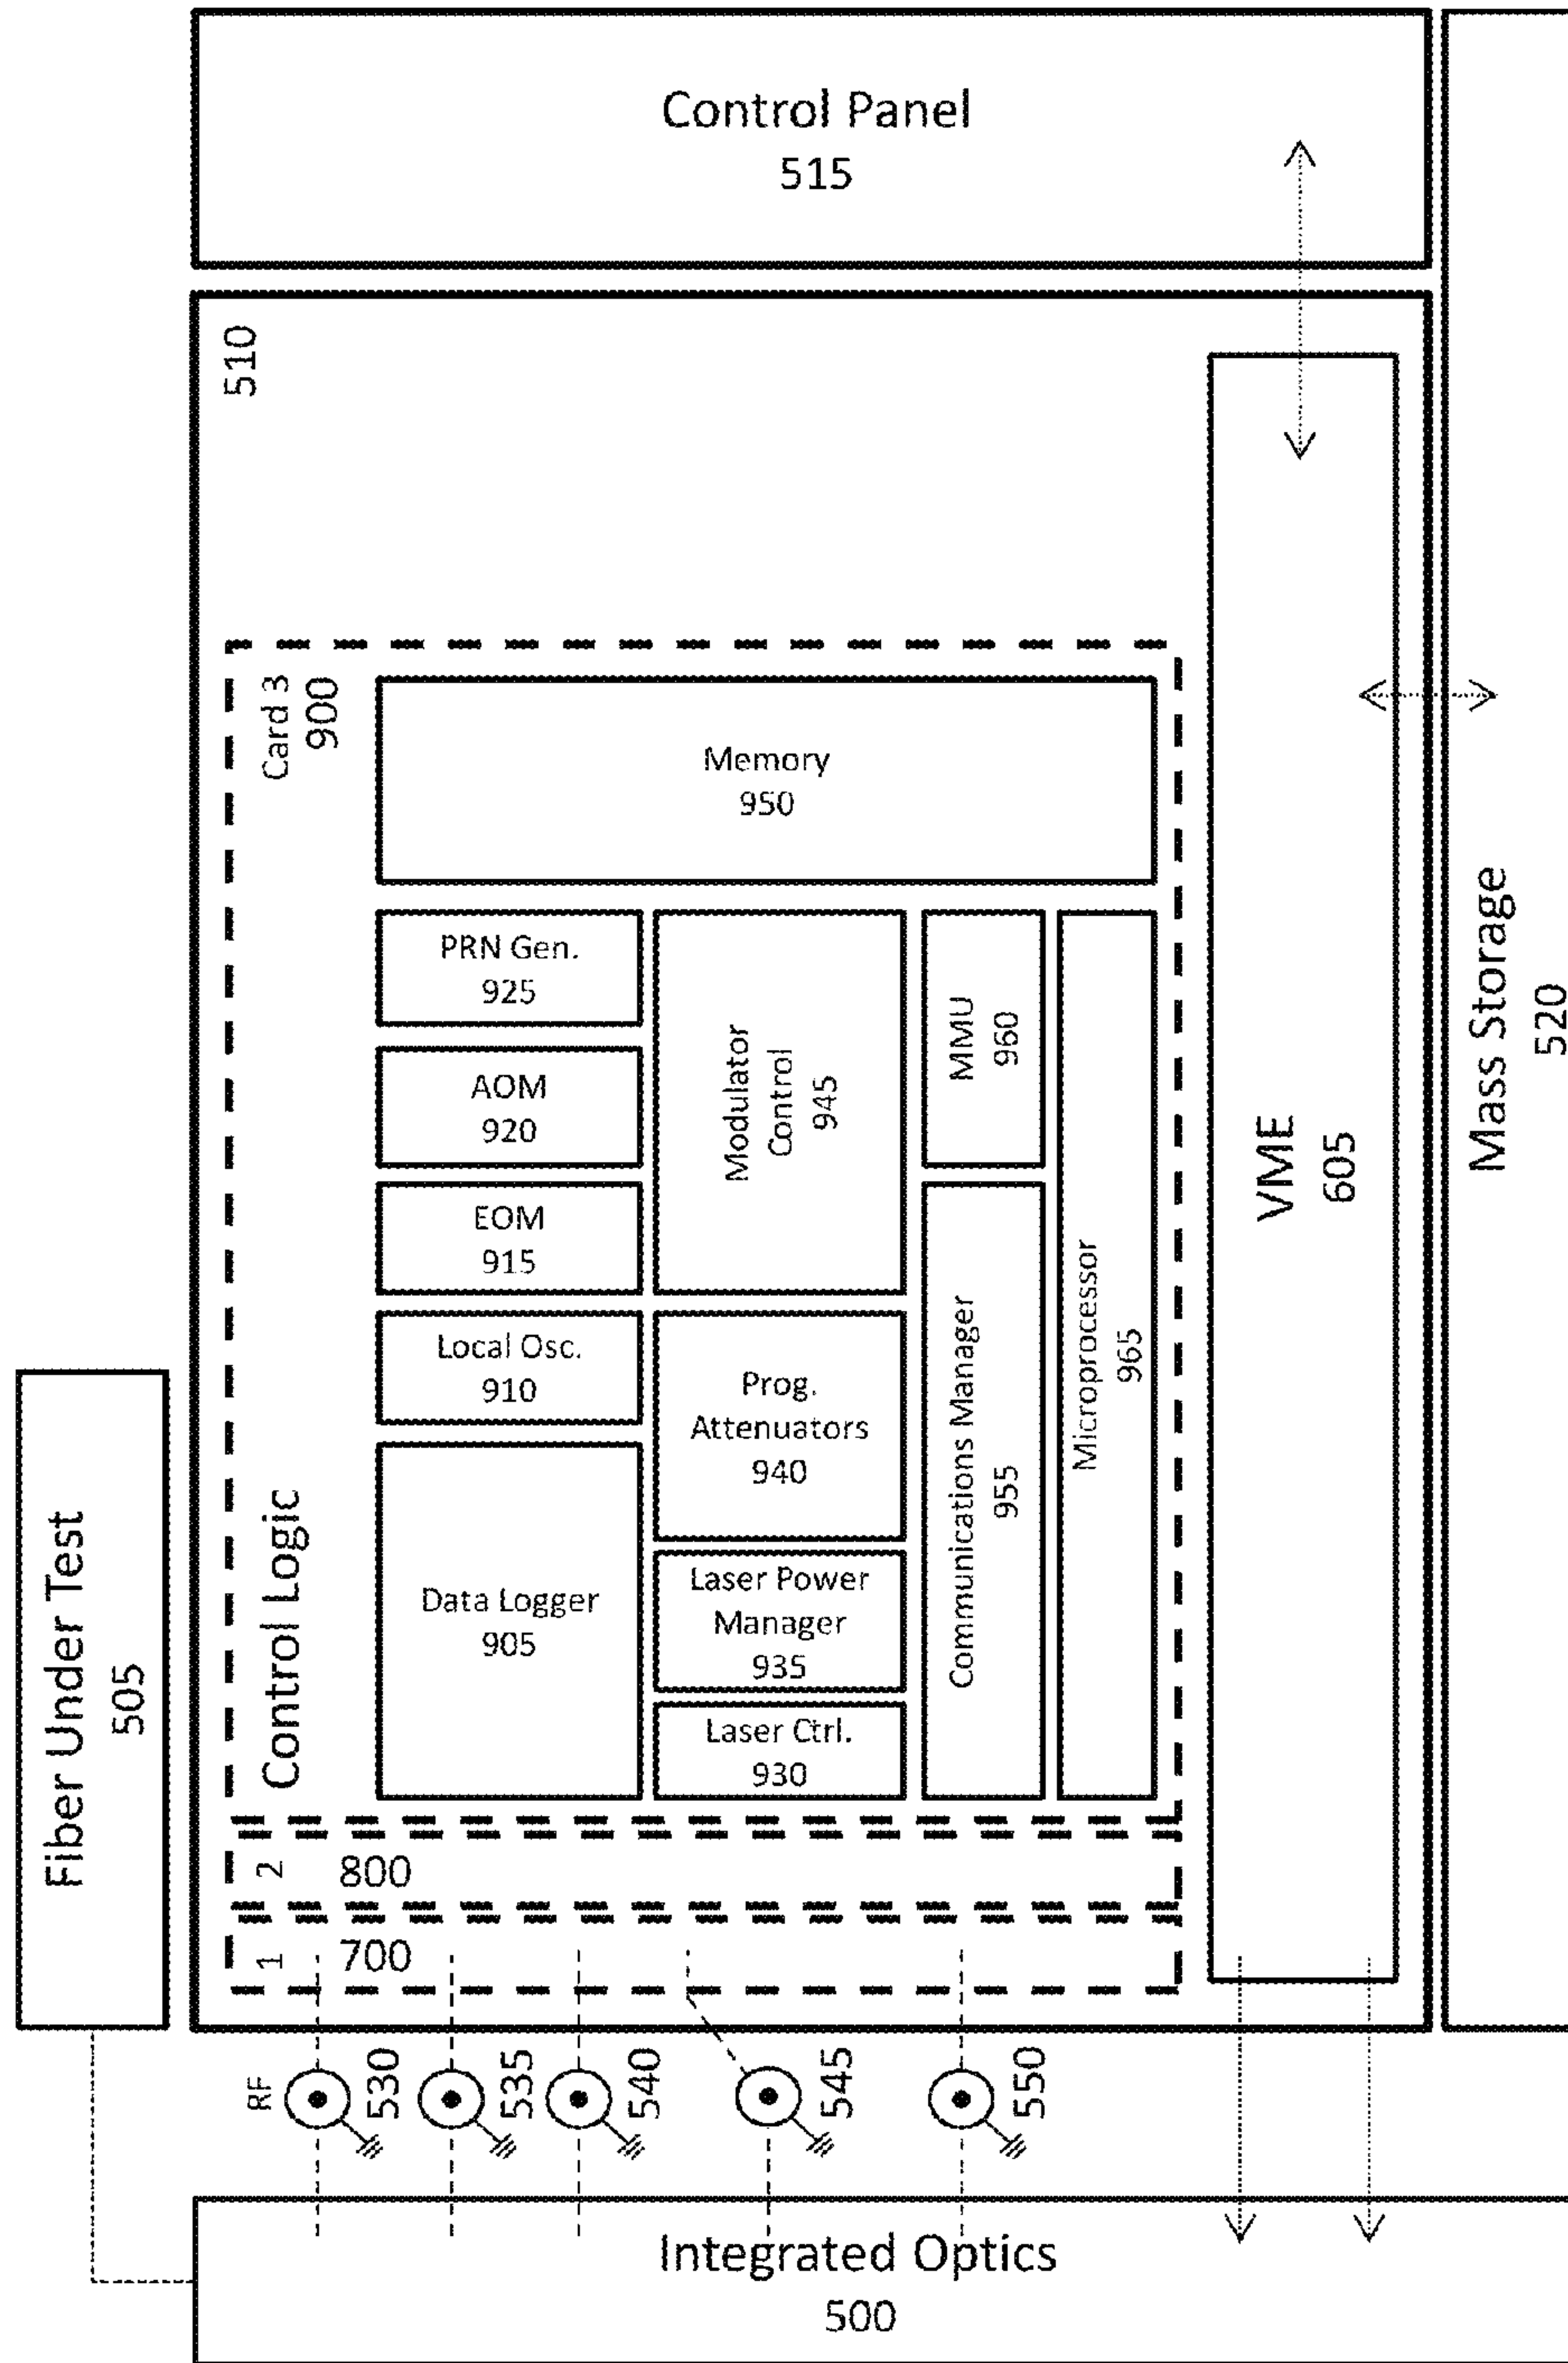 Control Panel
515
510
Card 3
900
Memory
950
PRN Gen.
925
AOM
920
EOM
915
Local Osc.
910
Data Logger
905
Modulator
Control
945
Prog.
Attenuators
940
Laser Power
Manager
935
Laser Ctrl.
930
MMU
960
Communications Manager
955
Microprocessor
965
Control Logic
VME
605
Mass Storage
520
Fiber Under Test
505
2
800
1
700
RF
530
535
540
545
550
Integrated Optics
500